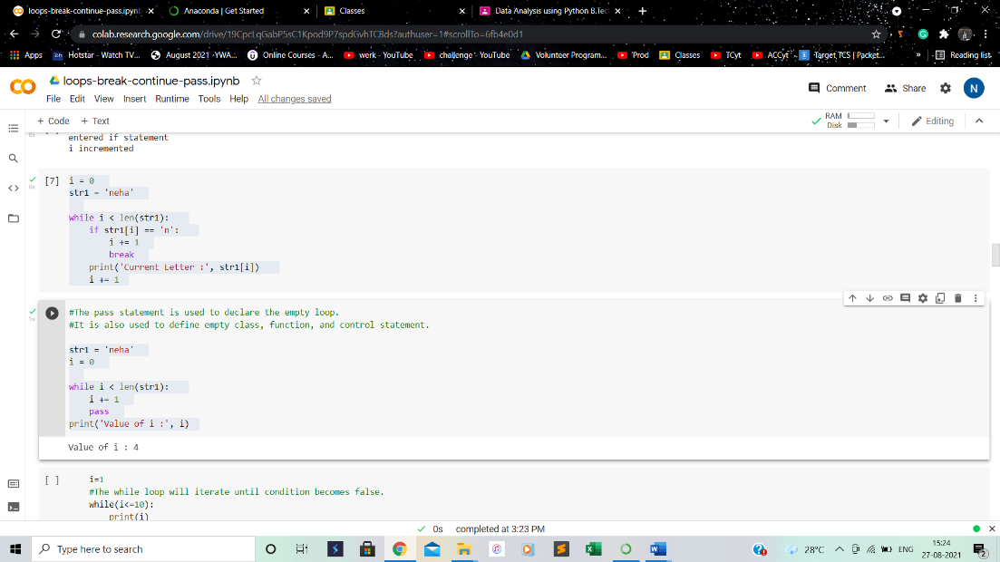 loops-break-continue-pass.ipynb
Anaconda | Get Started
Classes
Data Analysis using Python B.Tec
colab.research.google.com/drive/19CpcLqGabP5sC1Kpod9P7spdGvhTCBds?authuser=1#scrollTo=6fb4e0d1
Apps
Hotstar - Watch TV...
August 2021 -YWA...
Online Courses - A...
werk - YouTube
challenge - YouTube
Volunteer Program...
Prod
Classes
TCyt
ACCyt
Target TCS | Packet...
»
Reading list
loops-break-continue-pass.ipynb
File Edit View Insert Runtime Tools Help All changes saved
Comment
Share
N
+ Code + Text
RAM
Disk
Editing
entered if statement
i incremented
[7] i = 0
str1 = 'neha'
while i < len(str1):
if str1[i] == 'n':
i += 1
break
print('Current Letter :', str1[i])
i += 1
#The pass statement is used to declare the empty loop.
#It is also used to define empty class, function, and control statement.
str1 = 'neha'
i = 0
while i < len(str1):
i += 1
pass
print('Value of i :', i)
Value of i : 4
[ ] i=1
#The while loop will iterate until condition becomes false.
while(i<=10):
print(i)
0s completed at 3:23 PM
Type here to search
28°C
ENG
15:24
27-08-2021
2